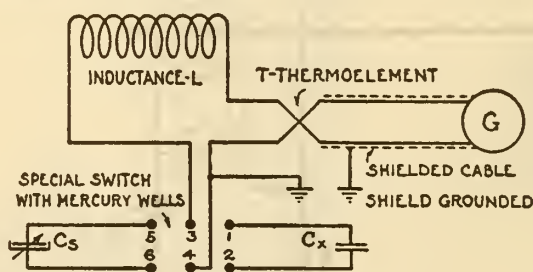 INDUCTANCE-L
T-THERMOELEMENT
G
SPECIAL SWITCH
WITH MERCURY WELLS
SHIELDED CABLE
SHIELD GROUNDED
Cs
5 3 1
6 4 2
Cx